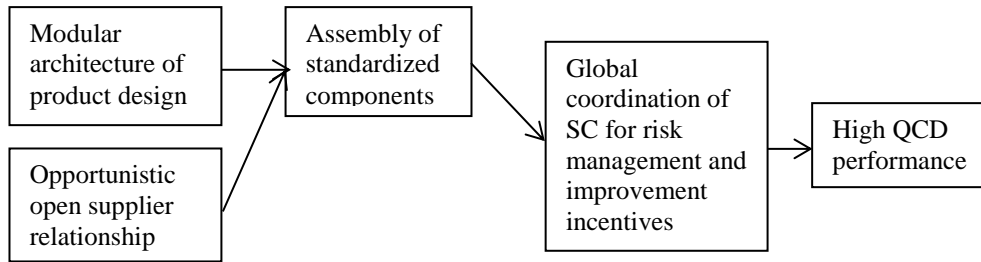 Modular
architecture of
product design
Opportunistic
open supplier
relationship
Assembly of
standardized
components
Global
coordination of
SC for risk
management and
improvement
incentives
High QCD
performance